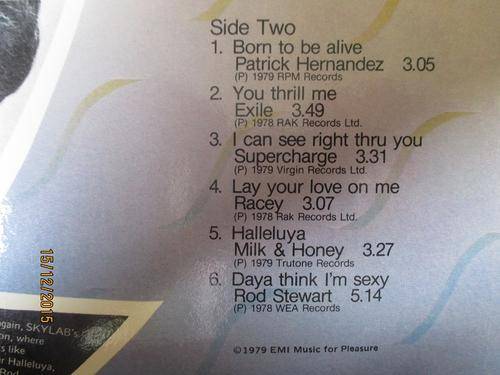 Side Two
1. Born to be alive
Patrick Hernandez 3.05
(P) 1979 RPM Records
2. You thrill me
Exile 3.49
(P) 1978 RAK Records Ltd.
3. I can see right thru you
Supercharge 3.31
(P) 1979 Virgin Records Ltd.
4. Lay your love on me
Racey 3.07
(P) 1978 Rak Records Ltd.
5. Halleluya
Milk & Honey 3.27
(P) 1979 Trutone Records
6. Daya think I'm sexy
Rod Stewart 5.14
(P) 1978 WEA Records
©1979 EMI Music for Pleasure
15/12/2015
gain, SKYLAB's
on, where
s like
r Halleluya,
Rod